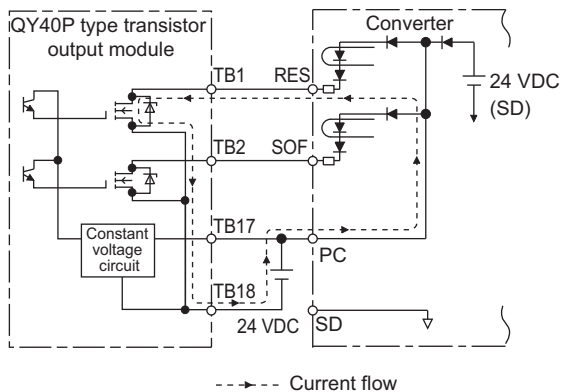 QY40P type transistor
output module
Converter
TB1
RES
24 VDC
(SD)
TB2
SOF
TB17
Constant
voltage
circuit
PC
TB18
24 VDC
SD
Current flow